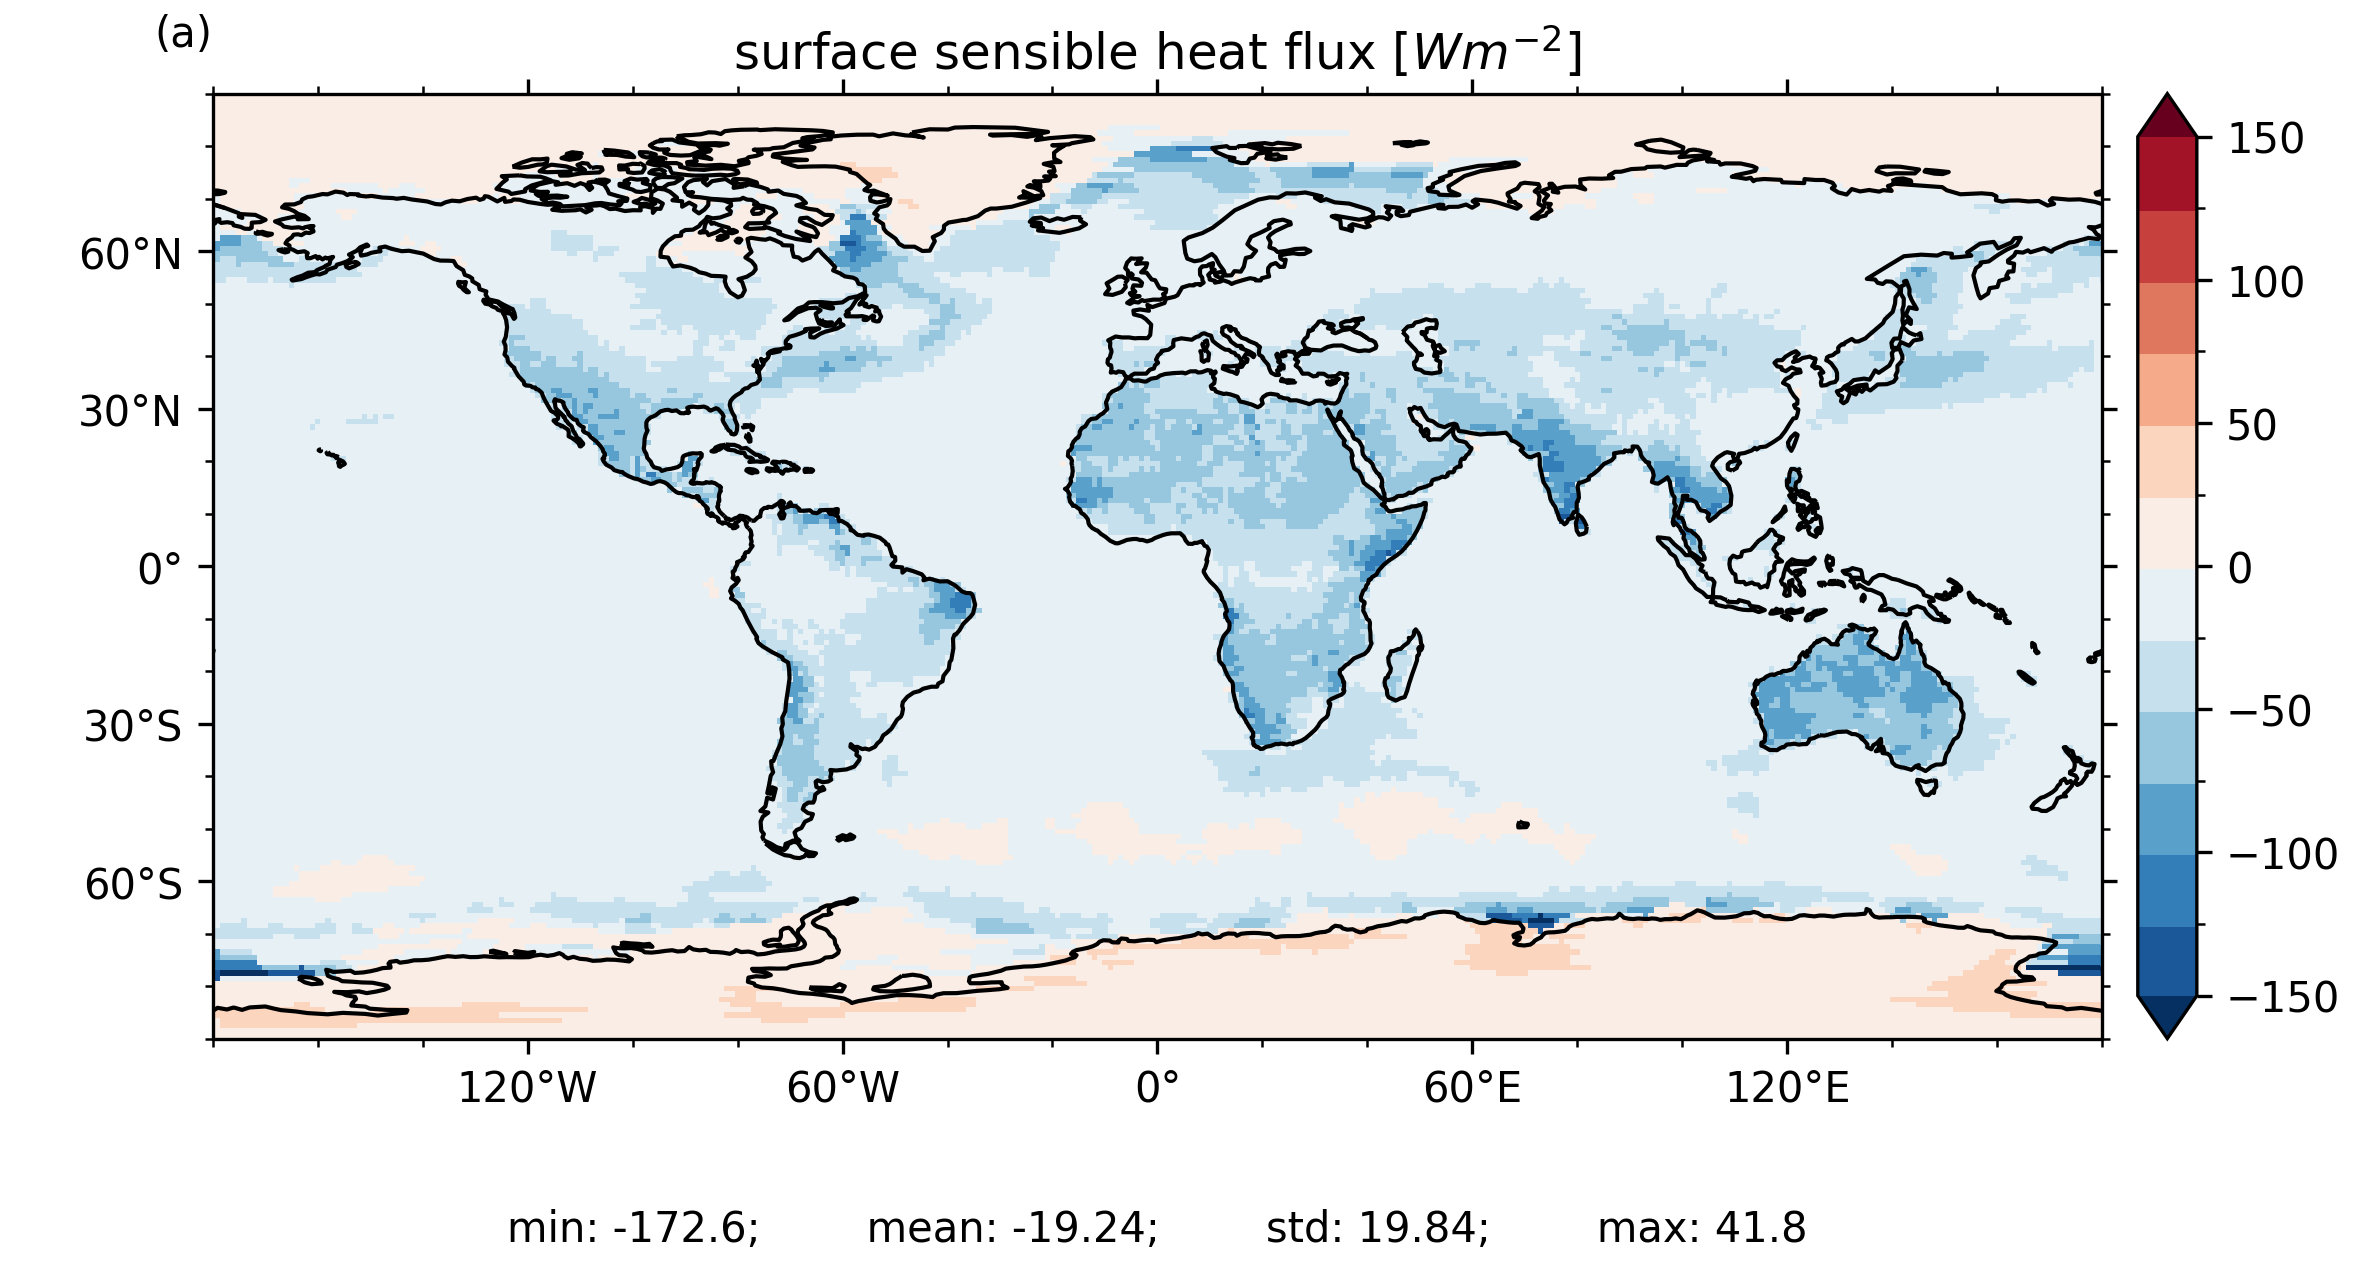 (a)
surface sensible heat flux [Wm⁻²]
60°N
30°N
0°
30°S
60°S
120°W 60°W 0° 60°E 120°E
150
100
50
0
−50
−100
−150
min: -172.6; mean: -19.24; std: 19.84; max: 41.8